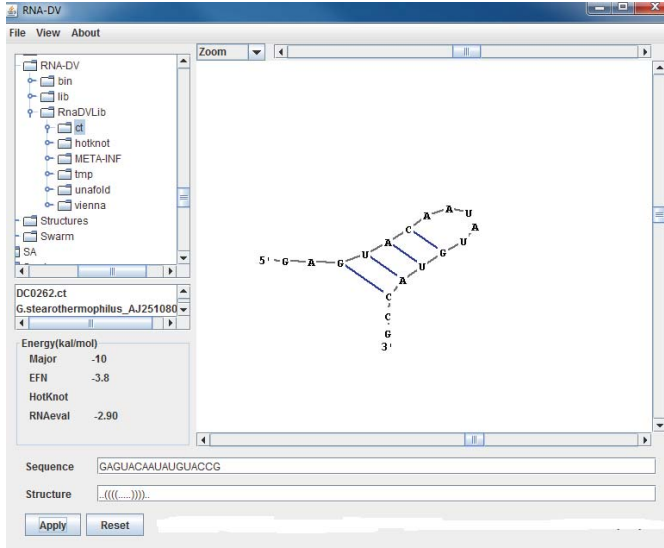 RNA-DV
File View About
Zoom
RNA-DV
bin
lib
RnaDVLib
ct
hotknot
META-INF
tmp
unafold
vienna
Structures
Swarm
SA
DC0262.ct
G.stearothermophilus_AJ251080
Energy(kal/mol)
Major -10
EFN -3.8
HotKnot
RNAeval -2.90
5' G A G U A C A A U A U G U A C C G 3'
Sequence GAGUACAAUAUGUACCG
Structure ..((((.....))))..
Apply Reset